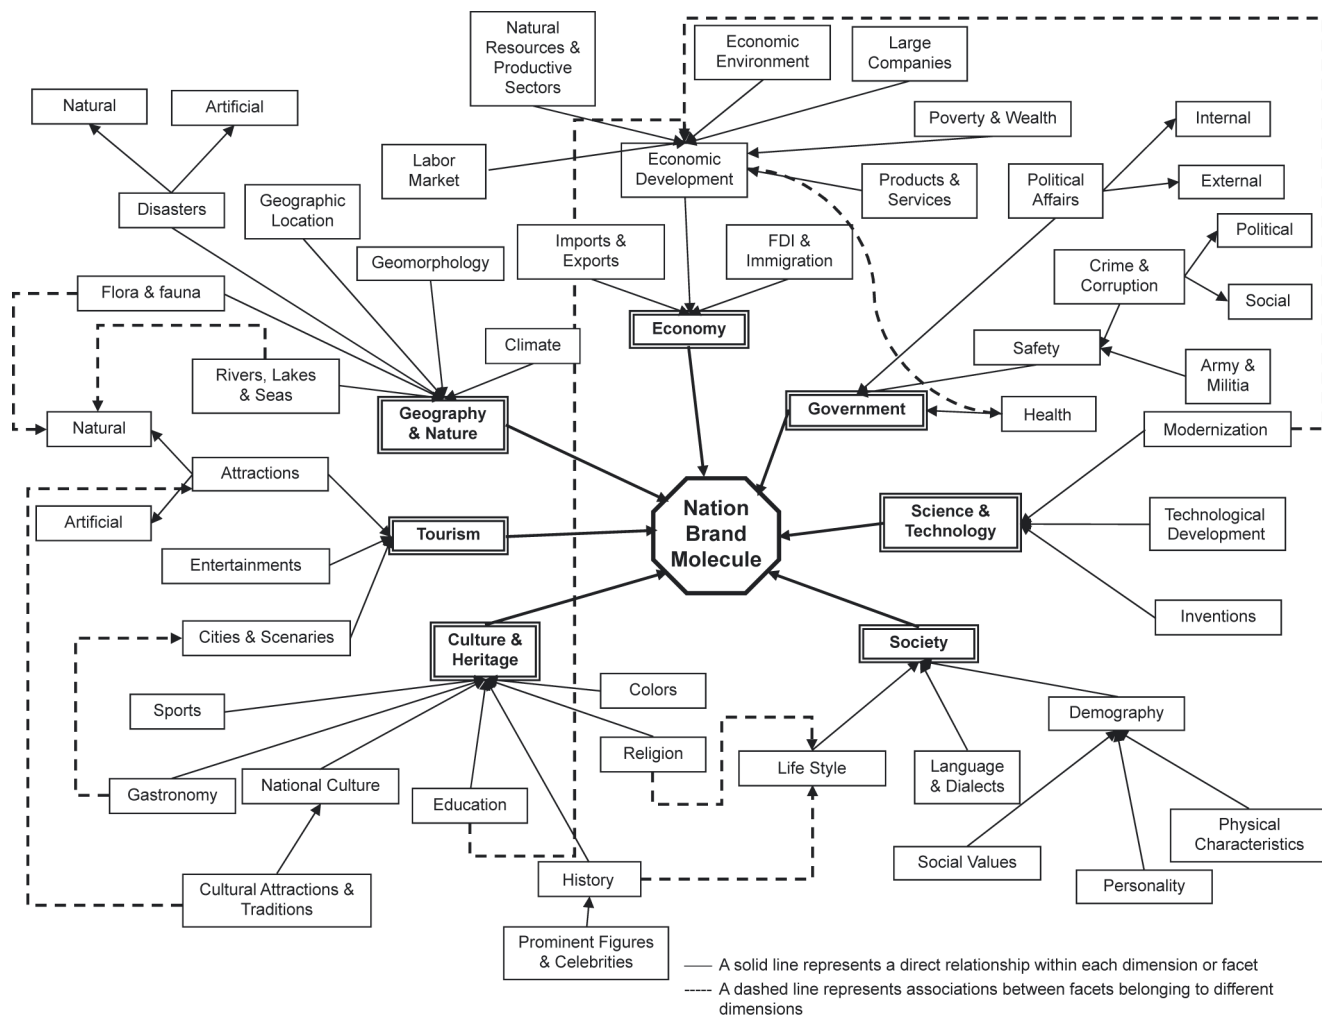 Natural
Resources &
Productive
Sectors
Economic
Environment
Large
Companies
Natural
Artificial
Poverty & Wealth
Internal
Labor
Market
Economic
Development
Products &
Services
Political
Affairs
External
Disasters
Geographic
Location
Imports &
Exports
FDI &
Immigration
Political
Geomorphology
Crime &
Corruption
Flora & fauna
Social
Economy
Climate
Safety
Rivers, Lakes
& Seas
Army &
Militia
Geography
& Nature
Government
Health
Natural
Modernization
Attractions
Artificial
Nation
Brand
Molecule
Science &
Technology
Technological
Development
Tourism
Entertainments
Inventions
Cities & Scenaries
Culture &
Heritage
Society
Sports
Colors
Demography
Religion
Life Style
Language
& Dialects
Gastronomy
National Culture
Education
Physical
Characteristics
Social Values
Cultural Attractions &
Traditions
History
Personality
Prominent Figures
& Celebrities
A solid line represents a direct relationship within each dimension or facet
A dashed line represents associations between facets belonging to different
dimensions